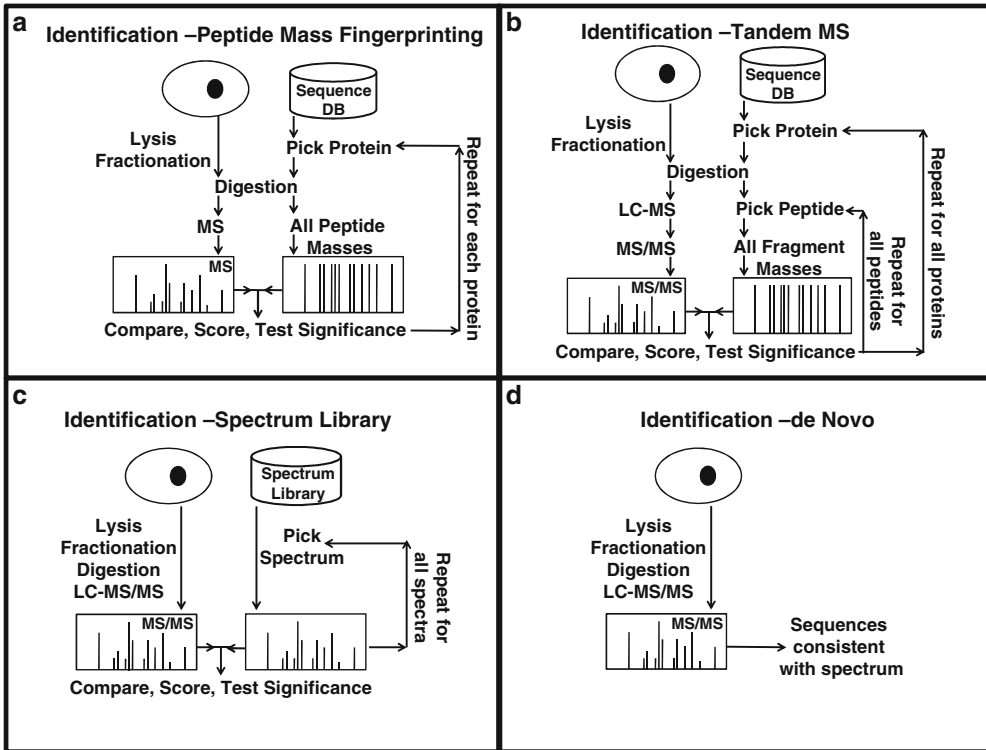 a
Identification –Peptide Mass Fingerprinting
Sequence
DB
Lysis
Fractionation
Pick Protein
Digestion
MS
All Peptide
Masses
MS
Compare, Score, Test Significance
Repeat for each protein
b
Identification –Tandem MS
Sequence
DB
Lysis
Fractionation
Pick Protein
Digestion
LC-MS
Pick Peptide
MS/MS
All Fragment
Masses
MS/MS
Compare, Score, Test Significance
Repeat for
all peptides
Repeat for all proteins
c
Identification –Spectrum Library
Spectrum
Library
Lysis
Fractionation
Digestion
LC-MS/MS
Pick
Spectrum
MS/MS
Compare, Score, Test Significance
Repeat for
all spectra
d
Identification –de Novo
Lysis
Fractionation
Digestion
LC-MS/MS
MS/MS
Sequences
consistent
with spectrum